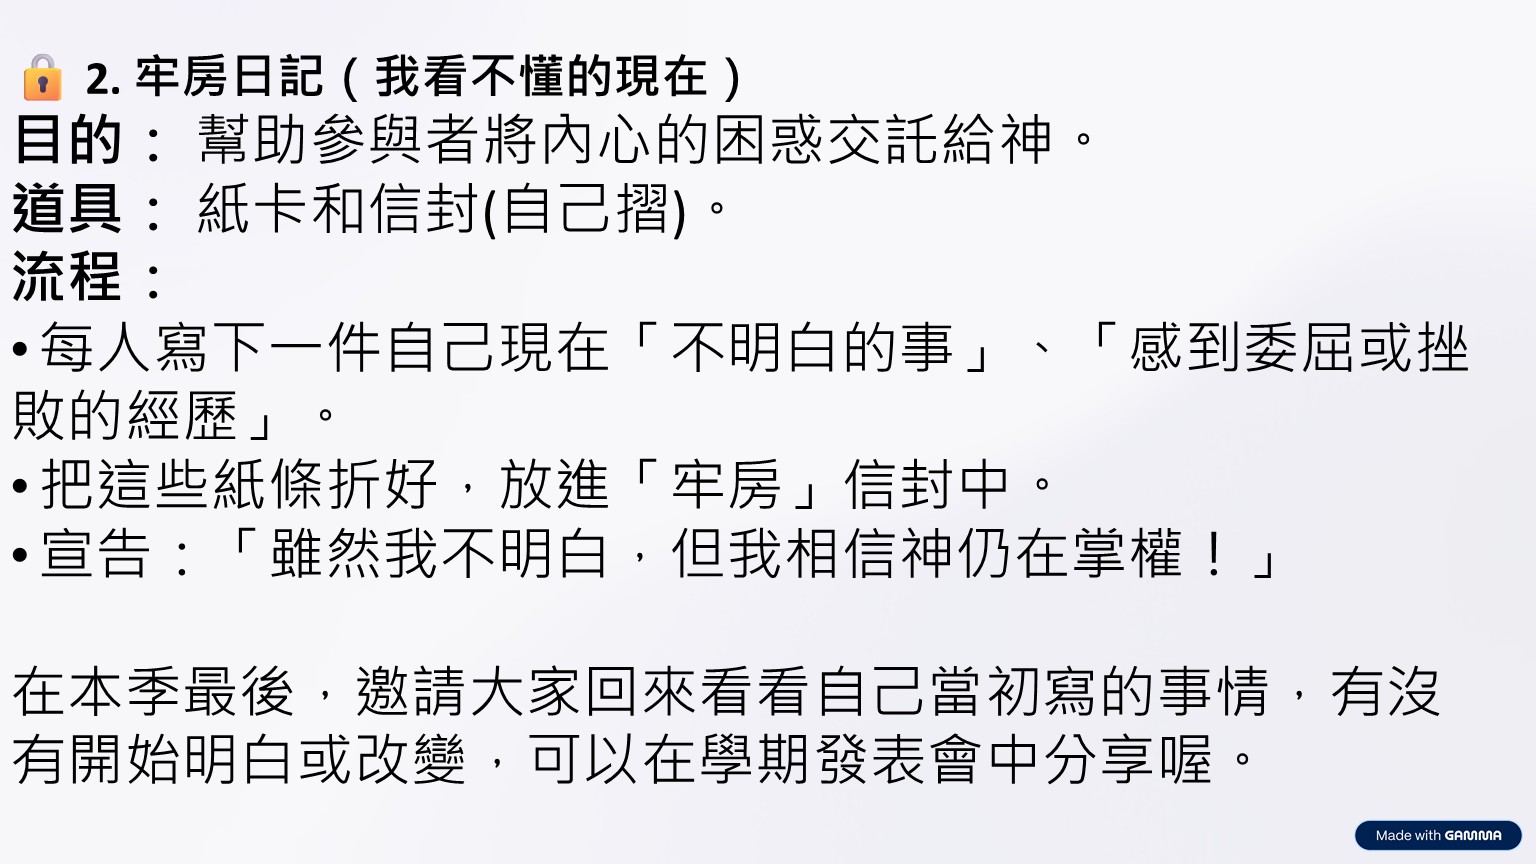 🔒 2. 牢房日記（我看不懂的現在）
目的： 幫助參與者將內心的困惑交託給神。
道具： 紙卡和信封(自己摺)。
流程：
• 每人寫下一件自己現在「不明白的事」、「感到委屈或挫
敗的經歷」。
• 把這些紙條折好，放進「牢房」信封中。
• 宣告：「雖然我不明白，但我相信神仍在掌權！」
在本季最後，邀請大家回來看看自己當初寫的事情，有沒
有開始明白或改變，可以在學期發表會中分享喔。
Made with GAMMA